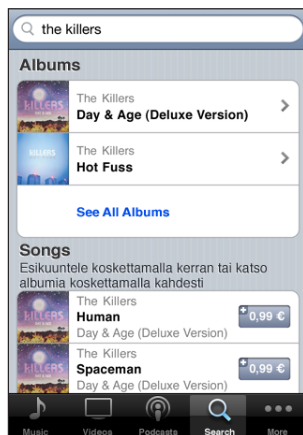 the killers
Albums
The Killers
Day & Age (Deluxe Version)
The Killers
Hot Fuss
See All Albums
Songs
Esikuuntele koskettamalla kerran tai katso
albumia koskettamalla kahdesti
The Killers
Human
Day & Age (Deluxe Version)
0,99 €
The Killers
Spaceman
Day & Age (Deluxe Version)
0,99 €
Music Videos Podcasts Search More